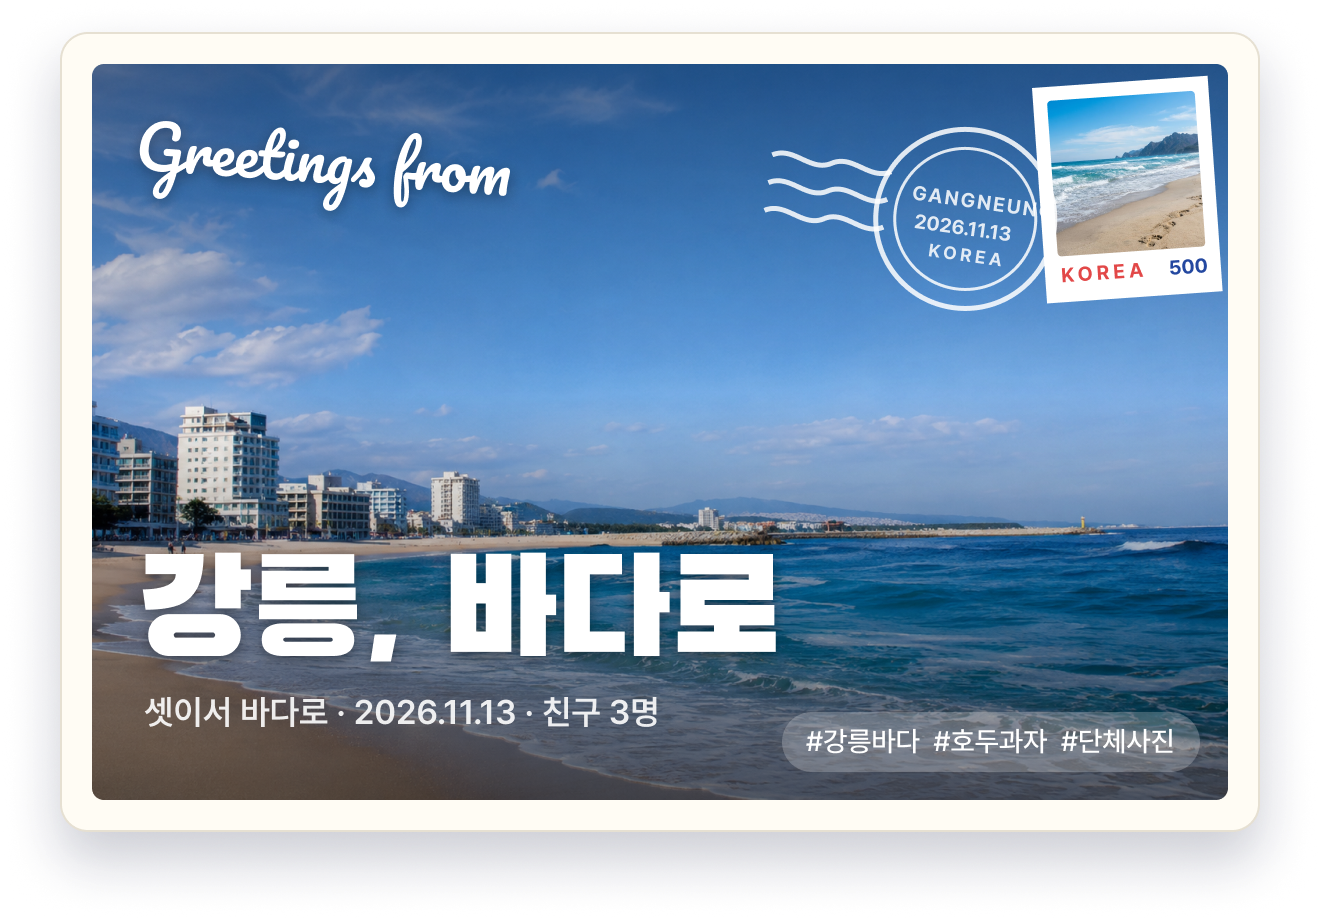 Greetings from
GANGNEUNG
2026.11.13
KOREA
KOREA 500
강릉, 바다로
셋이서 바다로 · 2026.11.13 · 친구 3명
#강릉바다 #호두과자 #단체사진